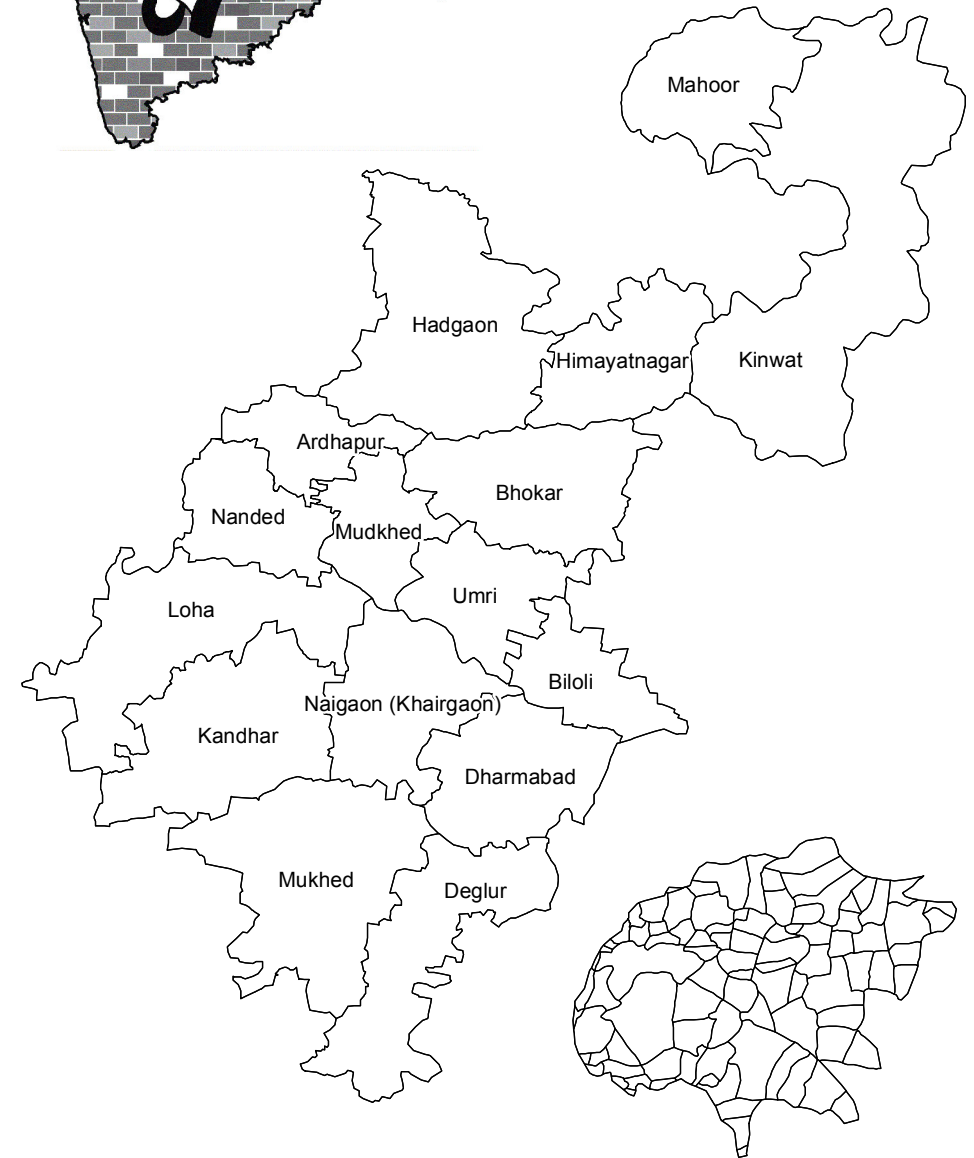 Mahoor
Hadgaon
Himayatnagar
Kinwat
Ardhapur
Bhokar
Nanded
Mudkhed
Umri
Loha
Biloli
Naigaon (Khairgaon)
Kandhar
Dharmabad
Mukhed
Deglur